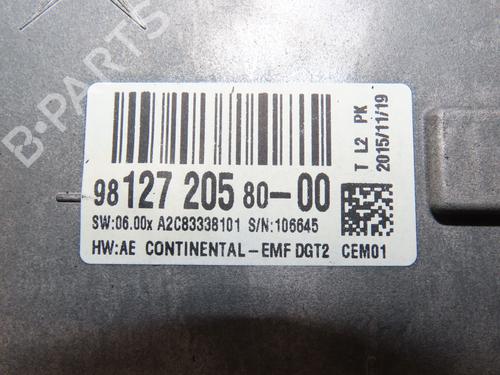 98 127 205 80-00
SW:06.00x A2C83338101 S/N:106645
HW:AE CONTINENTAL-EMF DGT2 CEM01
T L2 PK
2015/11/19
B-PARTS